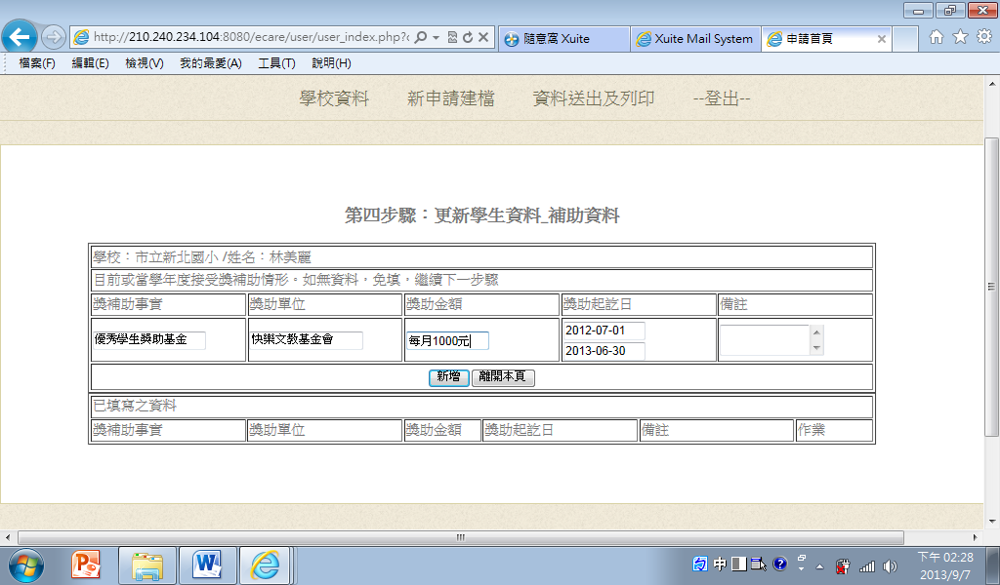 http://210.240.234.104:8080/ecare/user/user_index.php?
隨意窩 Xuite
Xuite Mail System
申請首頁
檔案(F) 編輯(E) 檢視(V) 我的最愛(A) 工具(T) 說明(H)
學校資料 新申請建檔 資料送出及列印 --登出--
第四步驟：更新學生資料_補助資料
學校：市立新北國小 /姓名：林美麗
目前或當學年度接受獎補助情形。如無資料，免填，繼續下一步驟
獎補助事實 獎助單位 獎助金額 獎助起訖日 備註
優秀學生獎助基金 快樂文教基金會 每月1000元 2012-07-01
2013-06-30
新增 離開本頁
已填寫之資料
獎補助事實 獎助單位 獎助金額 獎助起訖日 備註 作業
中
下午 02:28
2013/9/7